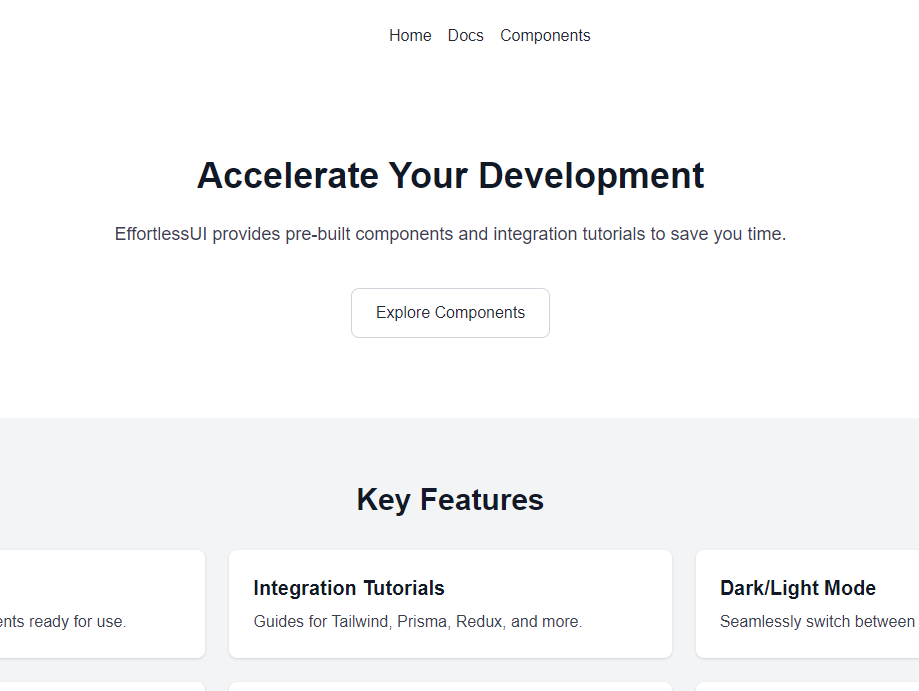 Home Docs Components
Accelerate Your Development
EffortlessUI provides pre-built components and integration tutorials to save you time.
Explore Components
Key Features
Integration Tutorials
Dark/Light Mode
ready for use.
Guides for Tailwind, Prisma, Redux, and more.
Seamlessly switch between